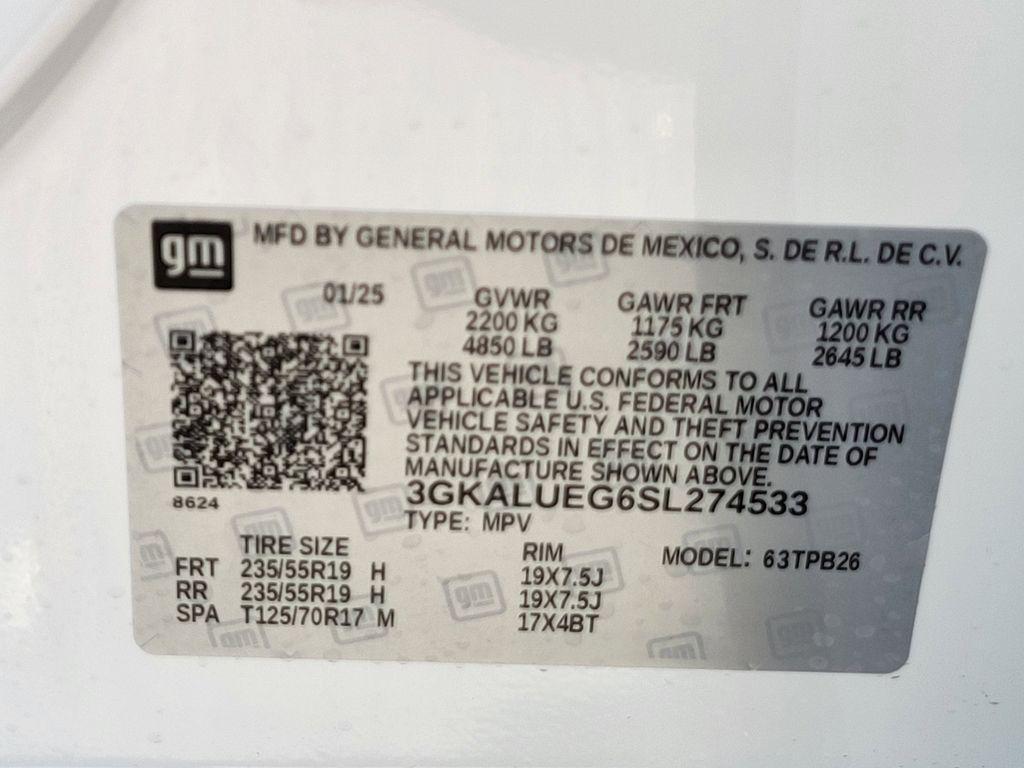 gm MFD BY GENERAL MOTORS DE MEXICO, S. DE R.L. DE C.V.
01/25 GVWR GAWR FRT GAWR RR
2200 KG 1175 KG 1200 KG
4850 LB 2590 LB 2645 LB
THIS VEHICLE CONFORMS TO ALL
APPLICABLE U.S. FEDERAL MOTOR
VEHICLE SAFETY AND THEFT PREVENTION
STANDARDS IN EFFECT ON THE DATE OF
MANUFACTURE SHOWN ABOVE.
8624 3GKALUEG6SL274533
TYPE: MPV
TIRE SIZE RIM MODEL: 63TPB26
FRT 235/55R19 H 19X7.5J
RR 235/55R19 H 19X7.5J
SPA T125/70R17 M 17X4BT